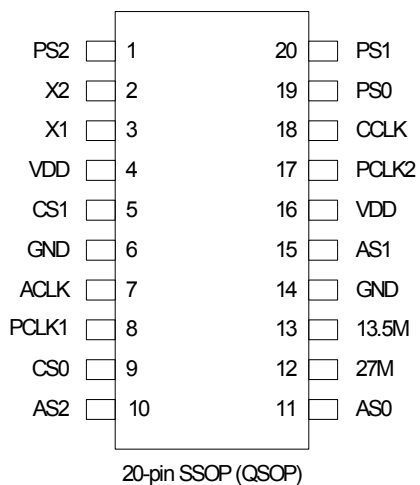 PS2 1 20 PS1
X2 2 19 PS0
X1 3 18 CCLK
VDD 4 17 PCLK2
CS1 5 16 VDD
GND 6 15 AS1
ACLK 7 14 GND
PCLK1 8 13 13.5M
CS0 9 12 27M
AS2 10 11 AS0
20-pin SSOP (QSOP)